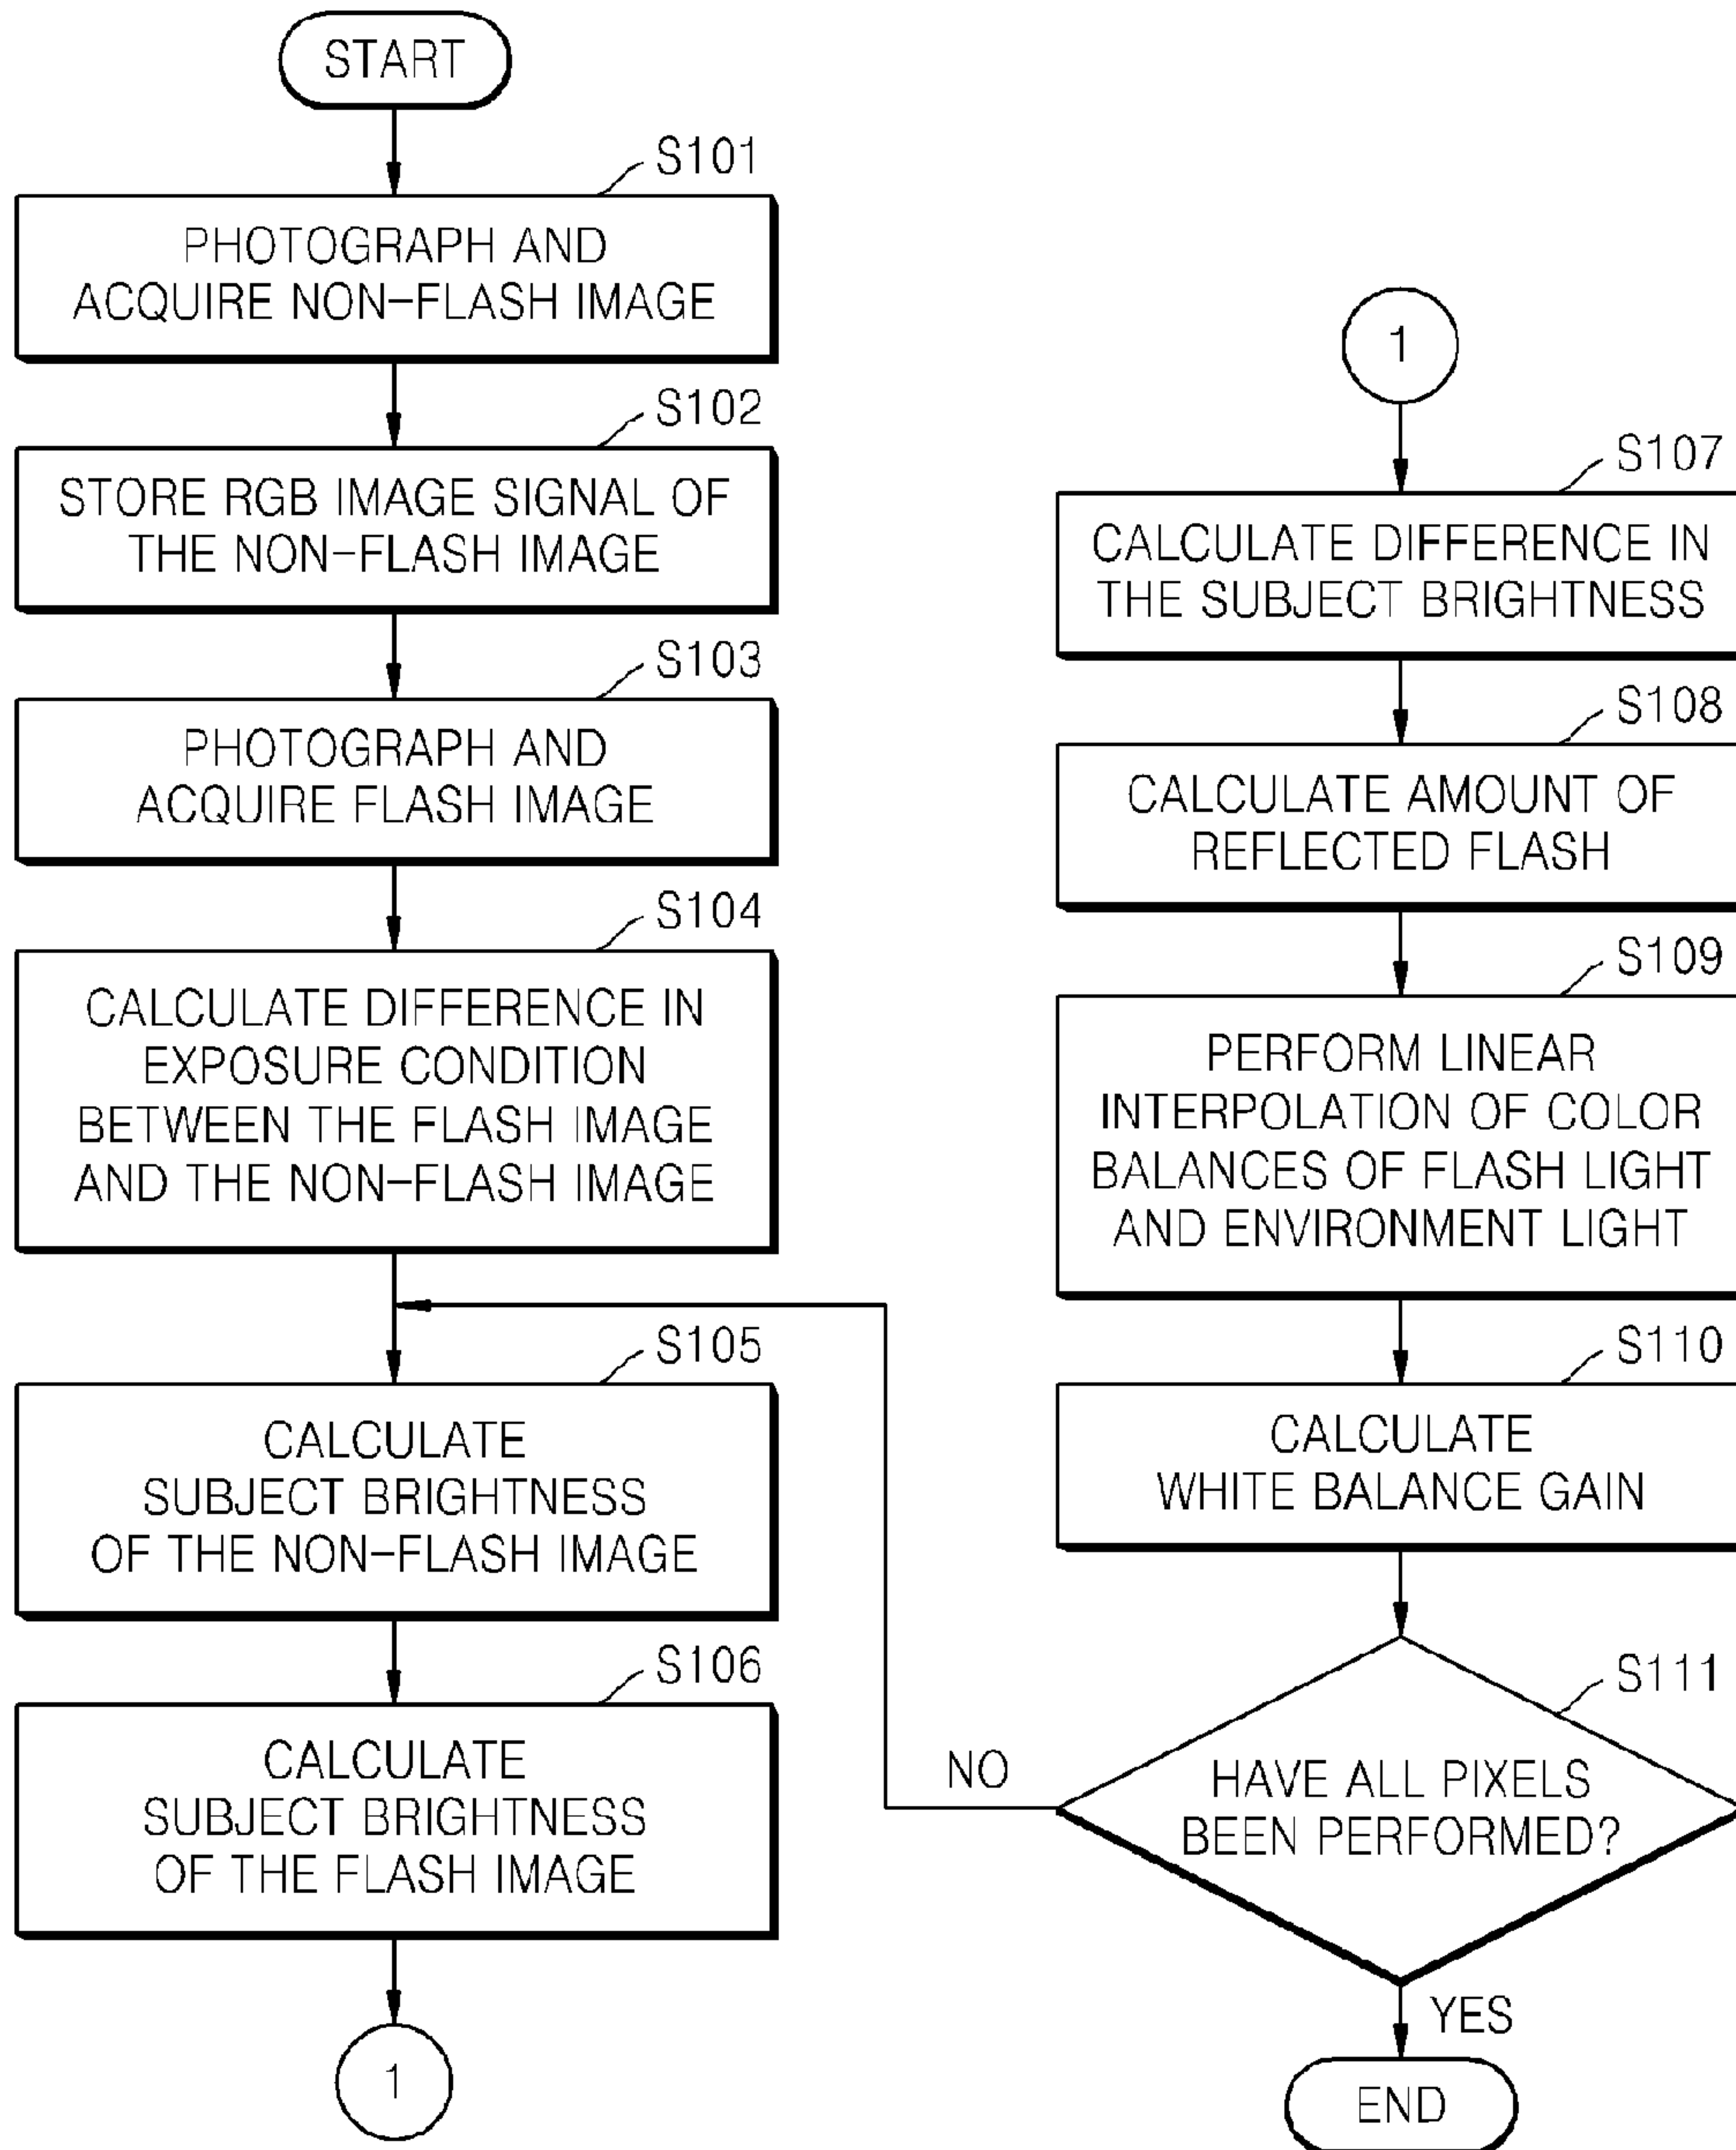 START
S101
PHOTOGRAPH AND
ACQUIRE NON-FLASH IMAGE
S102
STORE RGB IMAGE SIGNAL OF
THE NON-FLASH IMAGE
S103
PHOTOGRAPH AND
ACQUIRE FLASH IMAGE
S104
CALCULATE DIFFERENCE IN
EXPOSURE CONDITION
BETWEEN THE FLASH IMAGE
AND THE NON-FLASH IMAGE
S105
CALCULATE
SUBJECT BRIGHTNESS
OF THE NON-FLASH IMAGE
S106
CALCULATE
SUBJECT BRIGHTNESS
OF THE FLASH IMAGE
1
1
S107
CALCULATE DIFFERENCE IN
THE SUBJECT BRIGHTNESS
S108
CALCULATE AMOUNT OF
REFLECTED FLASH
S109
PERFORM LINEAR
INTERPOLATION OF COLOR
BALANCES OF FLASH LIGHT
AND ENVIRONMENT LIGHT
S110
CALCULATE
WHITE BALANCE GAIN
S111
HAVE ALL PIXELS
BEEN PERFORMED?
NO
YES
END